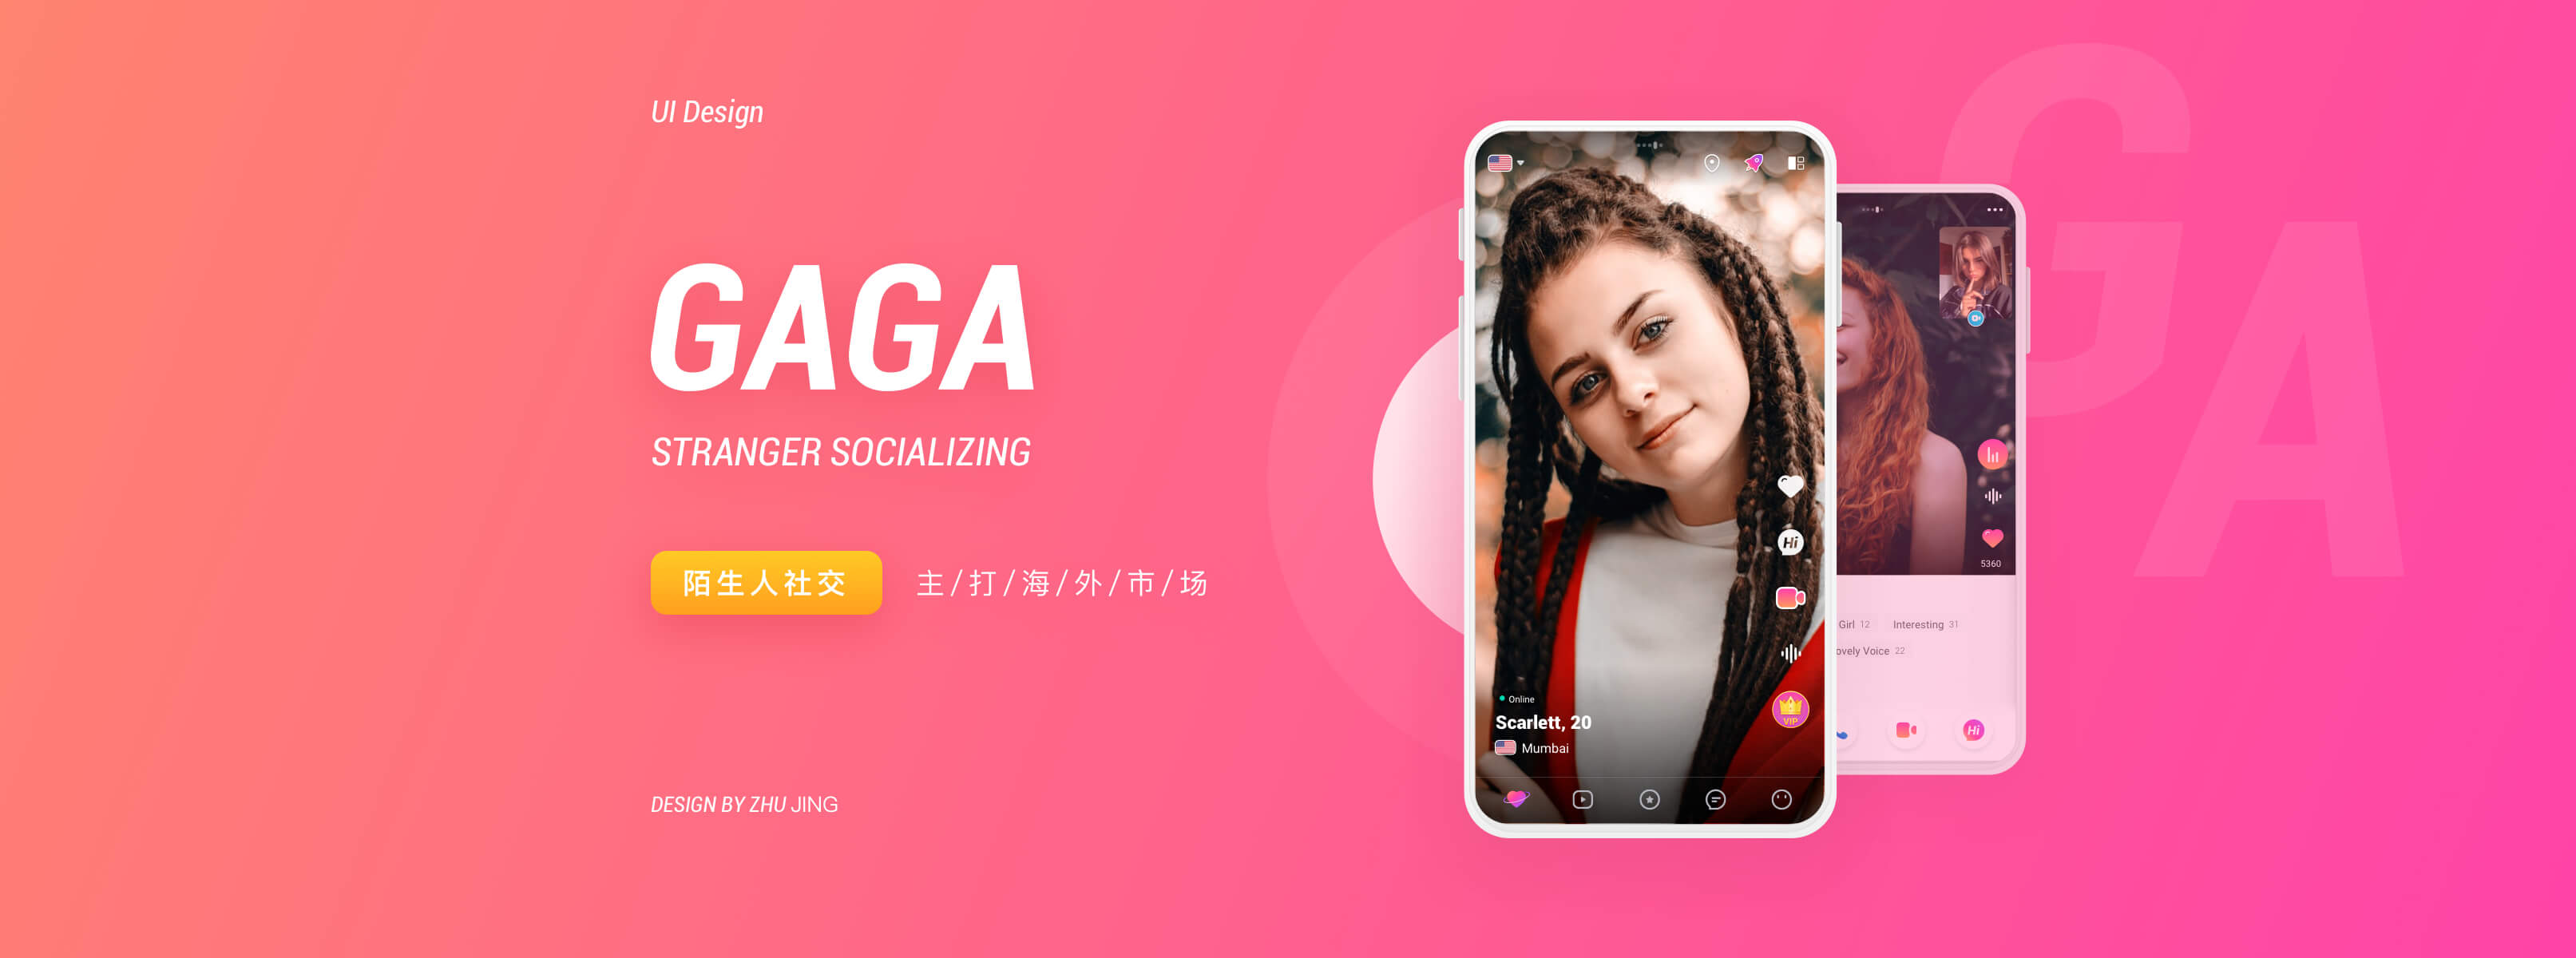 UI Design
GAGA
STRANGER SOCIALIZING
陌生人社交
主/打/海/外/市/场
DESIGN BY ZHU JING
Hi
VIP
Online
Scarlett, 20
Mumbai
GAGA
5360
Girl 12 Interesting 31
ovely Voice 22
Hi